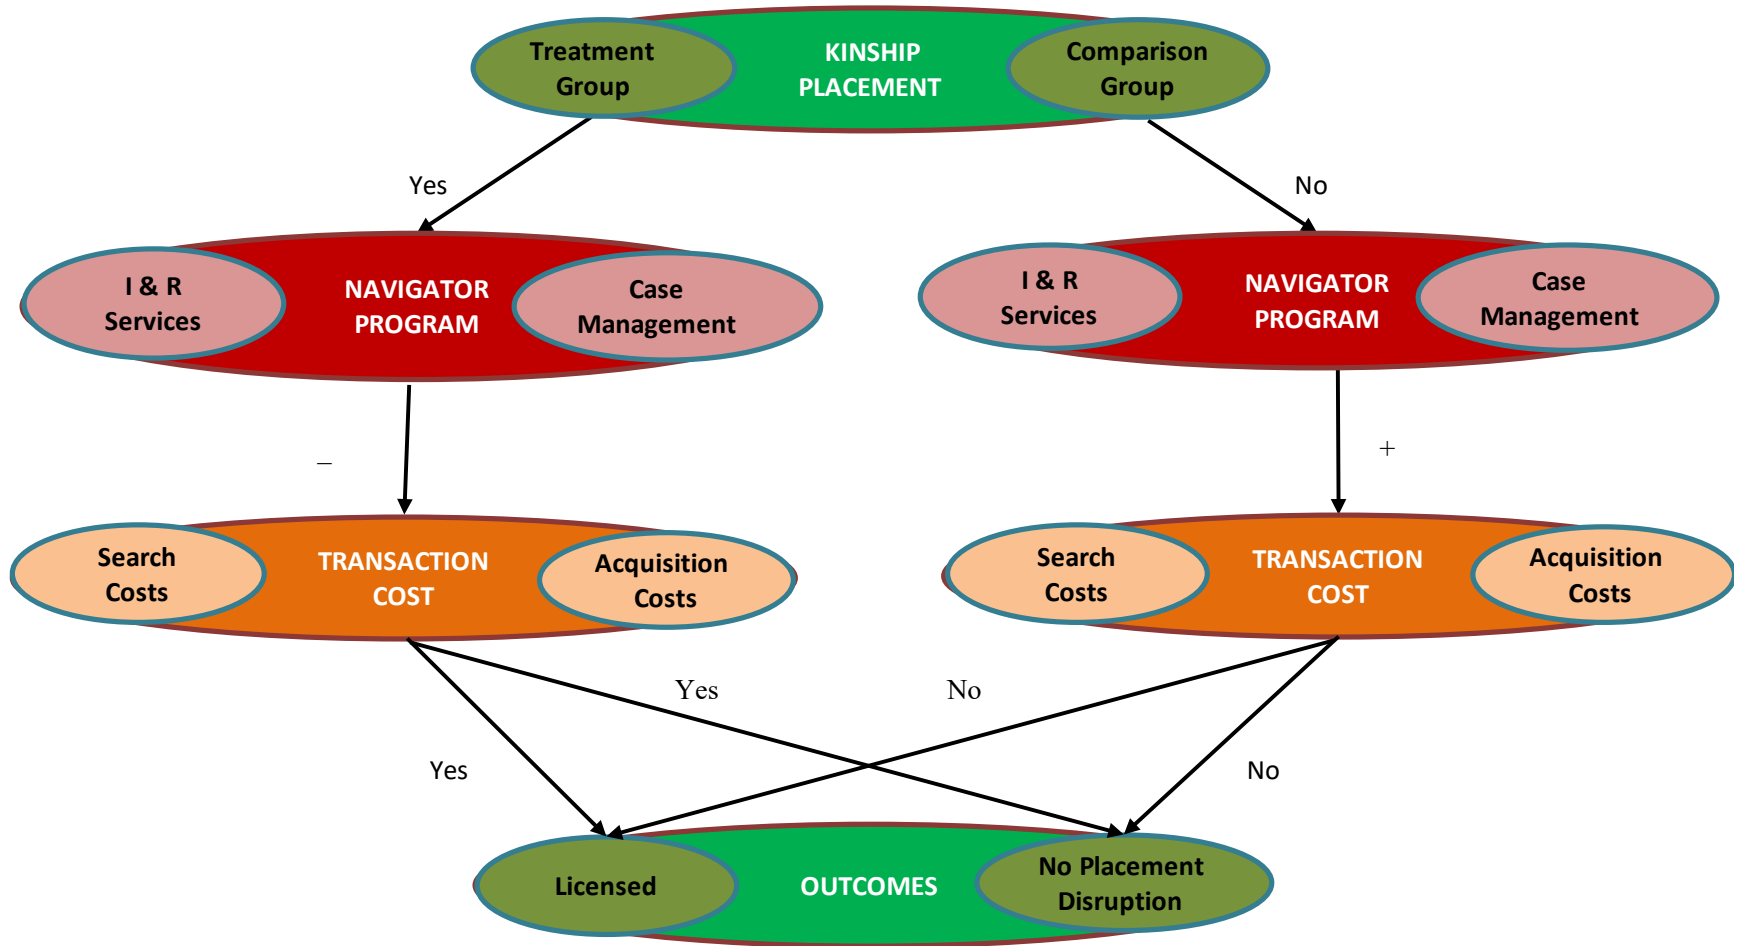 Treatment
Group
KINSHIP
PLACEMENT
Comparison
Group
Yes
No
I & R
Services
NAVIGATOR
PROGRAM
Case
Management
I & R
Services
NAVIGATOR
PROGRAM
Case
Management
–
+
Search
Costs
TRANSACTION
COST
Acquisition
Costs
Search
Costs
TRANSACTION
COST
Acquisition
Costs
Yes
No
Yes
No
Licensed
OUTCOMES
No Placement
Disruption